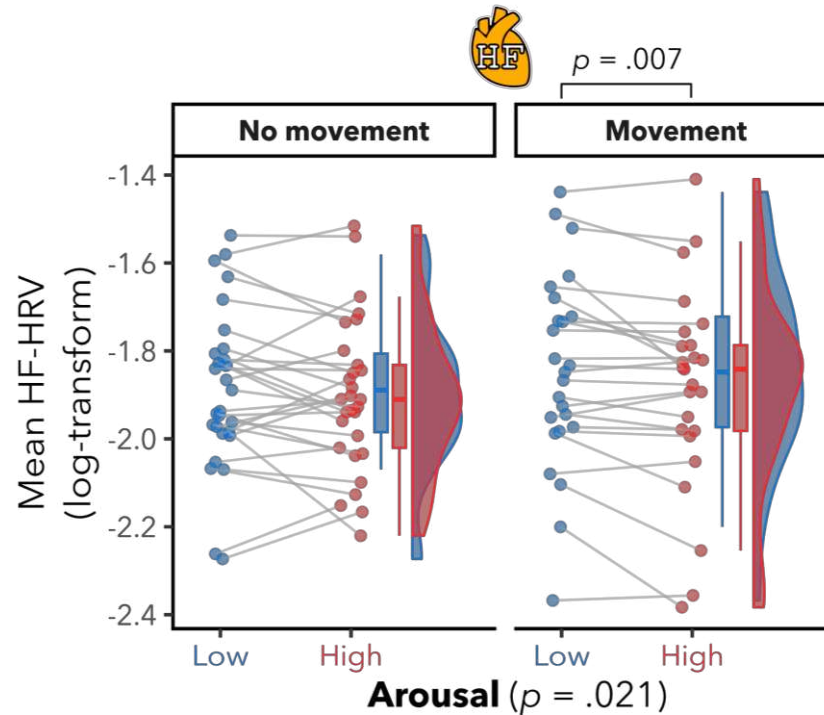 HF
p = .007
No movement
Movement
Mean HF-HRV
(log-transform)
-1.4
-1.6
-1.8
-2.0
-2.2
-2.4
Low
High
Low
High
Arousal (p = .021)